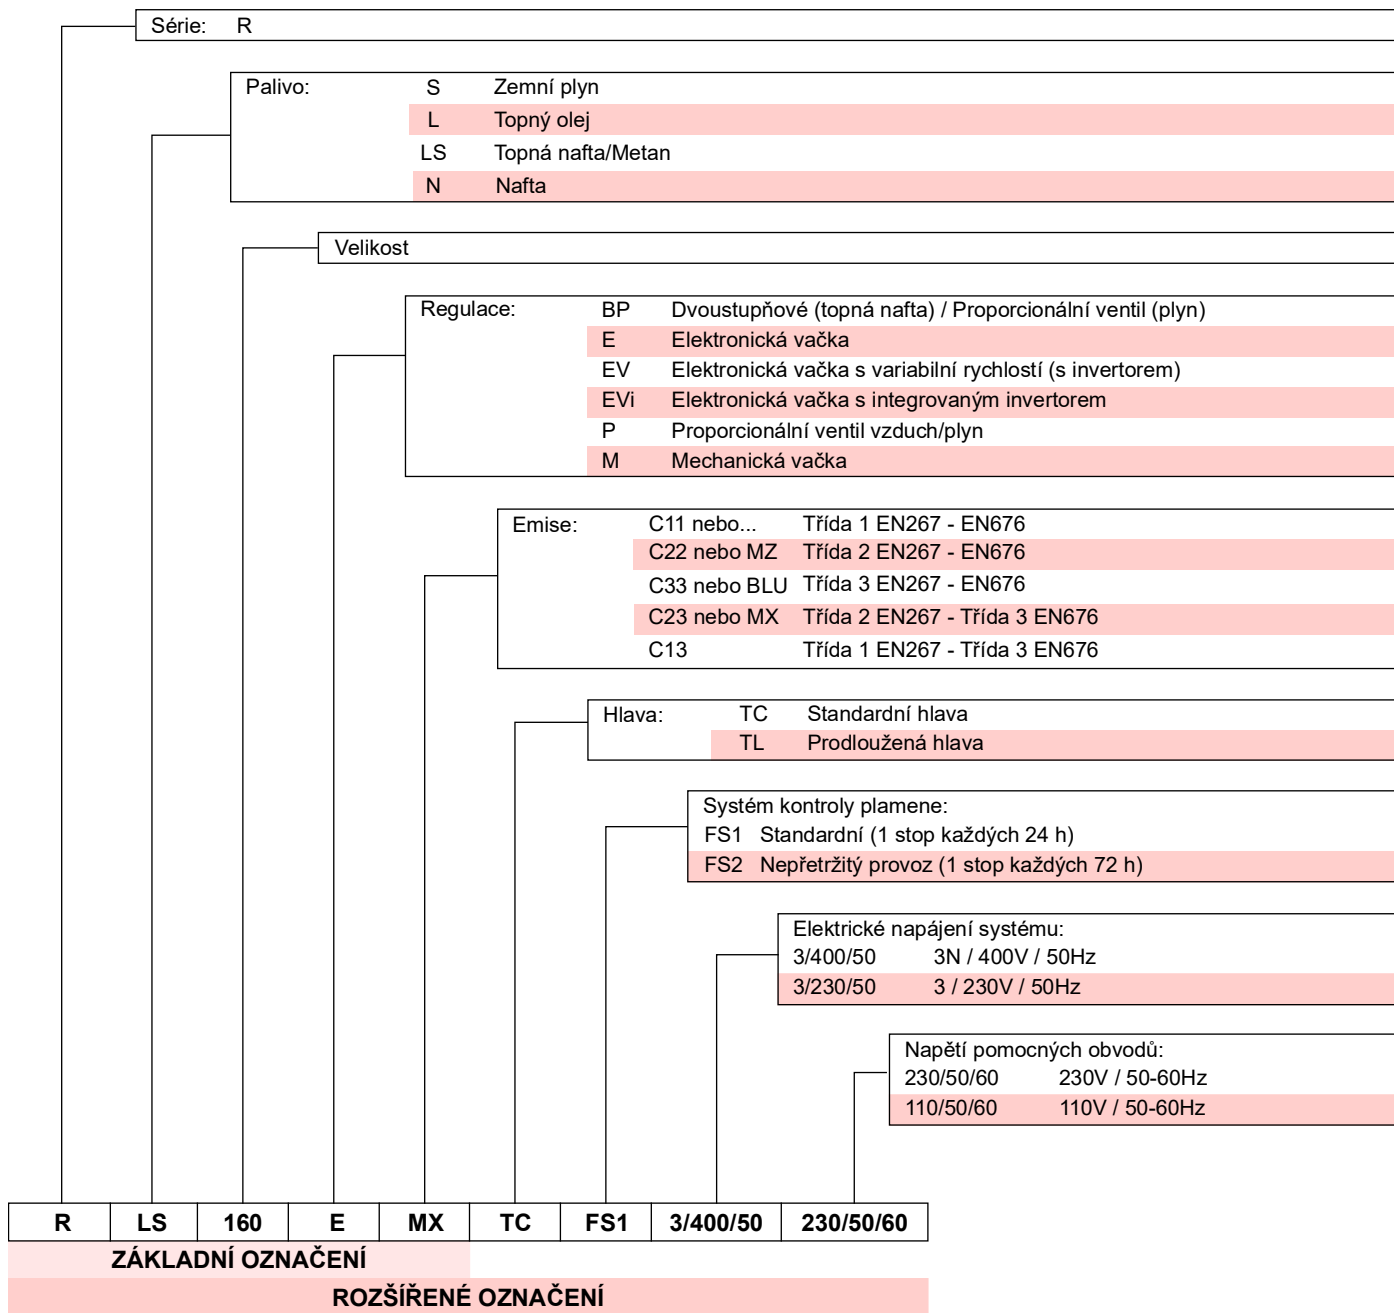 Série: R
Palivo: S Zemní plyn
L Topný olej
LS Topná nafta/Metan
N Nafta
Velikost
Regulace: BP Dvoustupňové (topná nafta) / Proporcionální ventil (plyn)
E Elektronická vačka
EV Elektronická vačka s variabilní rychlostí (s invertorem)
EVi Elektronická vačka s integrovaným invertorem
P Proporcionální ventil vzduch/plyn
M Mechanická vačka
Emise: C11 nebo... Třída 1 EN267 - EN676
C22 nebo MZ Třída 2 EN267 - EN676
C33 nebo BLU Třída 3 EN267 - EN676
C23 nebo MX Třída 2 EN267 - Třída 3 EN676
C13 Třída 1 EN267 - Třída 3 EN676
Hlava: TC Standardní hlava
TL Prodloužená hlava
Systém kontroly plamene:
FS1 Standardní (1 stop každých 24 h)
FS2 Nepřetržitý provoz (1 stop každých 72 h)
Elektrické napájení systému:
3/400/50 3N / 400V / 50Hz
3/230/50 3 / 230V / 50Hz
Napětí pomocných obvodů:
230/50/60 230V / 50-60Hz
110/50/60 110V / 50-60Hz
R LS 160 E MX TC FS1 3/400/50 230/50/60
ZÁKLADNÍ OZNAČENÍ
ROZŠÍŘENÉ OZNAČENÍ